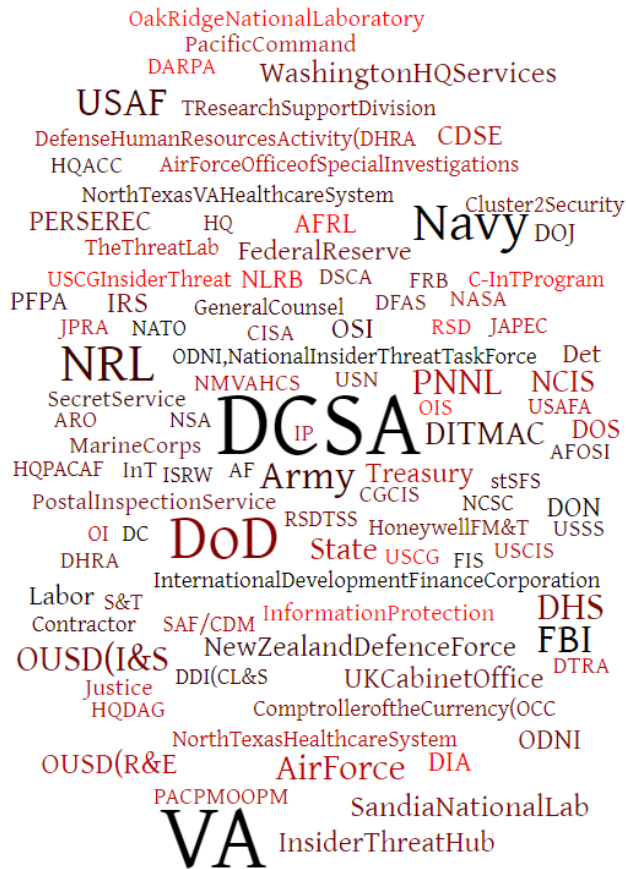 OakRidgeNationalLaboratory
PacificCommand
DARPA WashingtonHQServices
USAF TResearchSupportDivision
DefenseHumanResourcesActivity(DHRA CDSE
HQACC AirForceOfficeofSpecialInvestigations
NorthTexasVAHealthcareSystem Cluster2Security
PERSEREC HQ AFRL Navy DOJ
TheThreatLab FederalReserve
USCGInsiderThreat NLRB DSCA FRB C-InTProgram
PFPA IRS GeneralCounsel DFAS NASA
JPRA NATO CISA OSI RSD JAPEC
NRL ODNI,NationalInsiderThreatTaskForce Det
NMVAHCS USN PNNL NCIS
SecretService DCSA OIS USAFA
ARO NSA IP DITMAC DOS
MarineCorps AFOSI
HQPACAF InT ISRW AF Army Treasury stSFS
PostalInspectionService CGCIS NCSC DON
OI DC DoD RSDTSS HoneywellFM&T USSS
DHRA State USCG FIS USCIS
InternationalDevelopmentFinanceCorporation
Labor S&T InformationProtection DHS
Contractor SAF/CDM NewZealandDefenceForce FBI
OUSD(I&S DDI(CL&S UKCabinetOffice DTRA
Justice
HQDAG ComptrolleroftheCurrency(OCC
NorthTexasHealthcareSystem ODNI
OUSD(R&E AirForce DIA
PACPMOOPM SandiaNationalLab
VA InsiderThreatHub